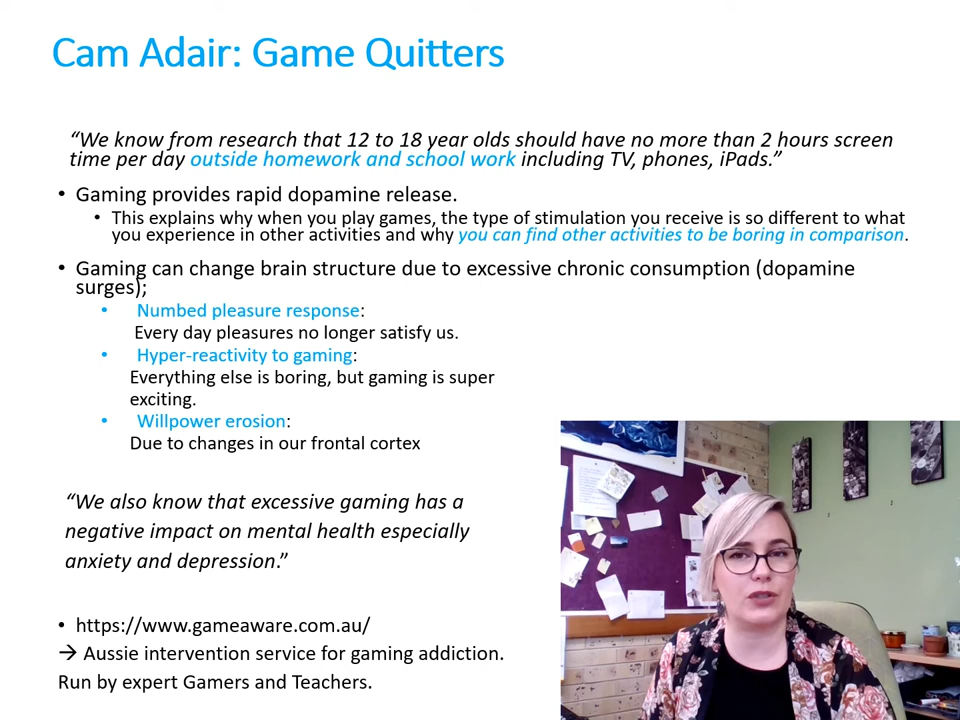 Cam Adair: Game Quitters
“We know from research that 12 to 18 year olds should have no more than 2 hours screen
time per day outside homework and school work including TV, phones, iPads.”
• Gaming provides rapid dopamine release.
• This explains why when you play games, the type of stimulation you receive is so different to what
you experience in other activities and why you can find other activities to be boring in comparison.
• Gaming can change brain structure due to excessive chronic consumption (dopamine
surges);
• Numbed pleasure response:
Every day pleasures no longer satisfy us.
• Hyper-reactivity to gaming:
Everything else is boring, but gaming is super
exciting.
• Willpower erosion:
Due to changes in our frontal cortex
“We also know that excessive gaming has a
negative impact on mental health especially
anxiety and depression.”
• https://www.gameaware.com.au/
→ Aussie intervention service for gaming addiction.
Run by expert Gamers and Teachers.